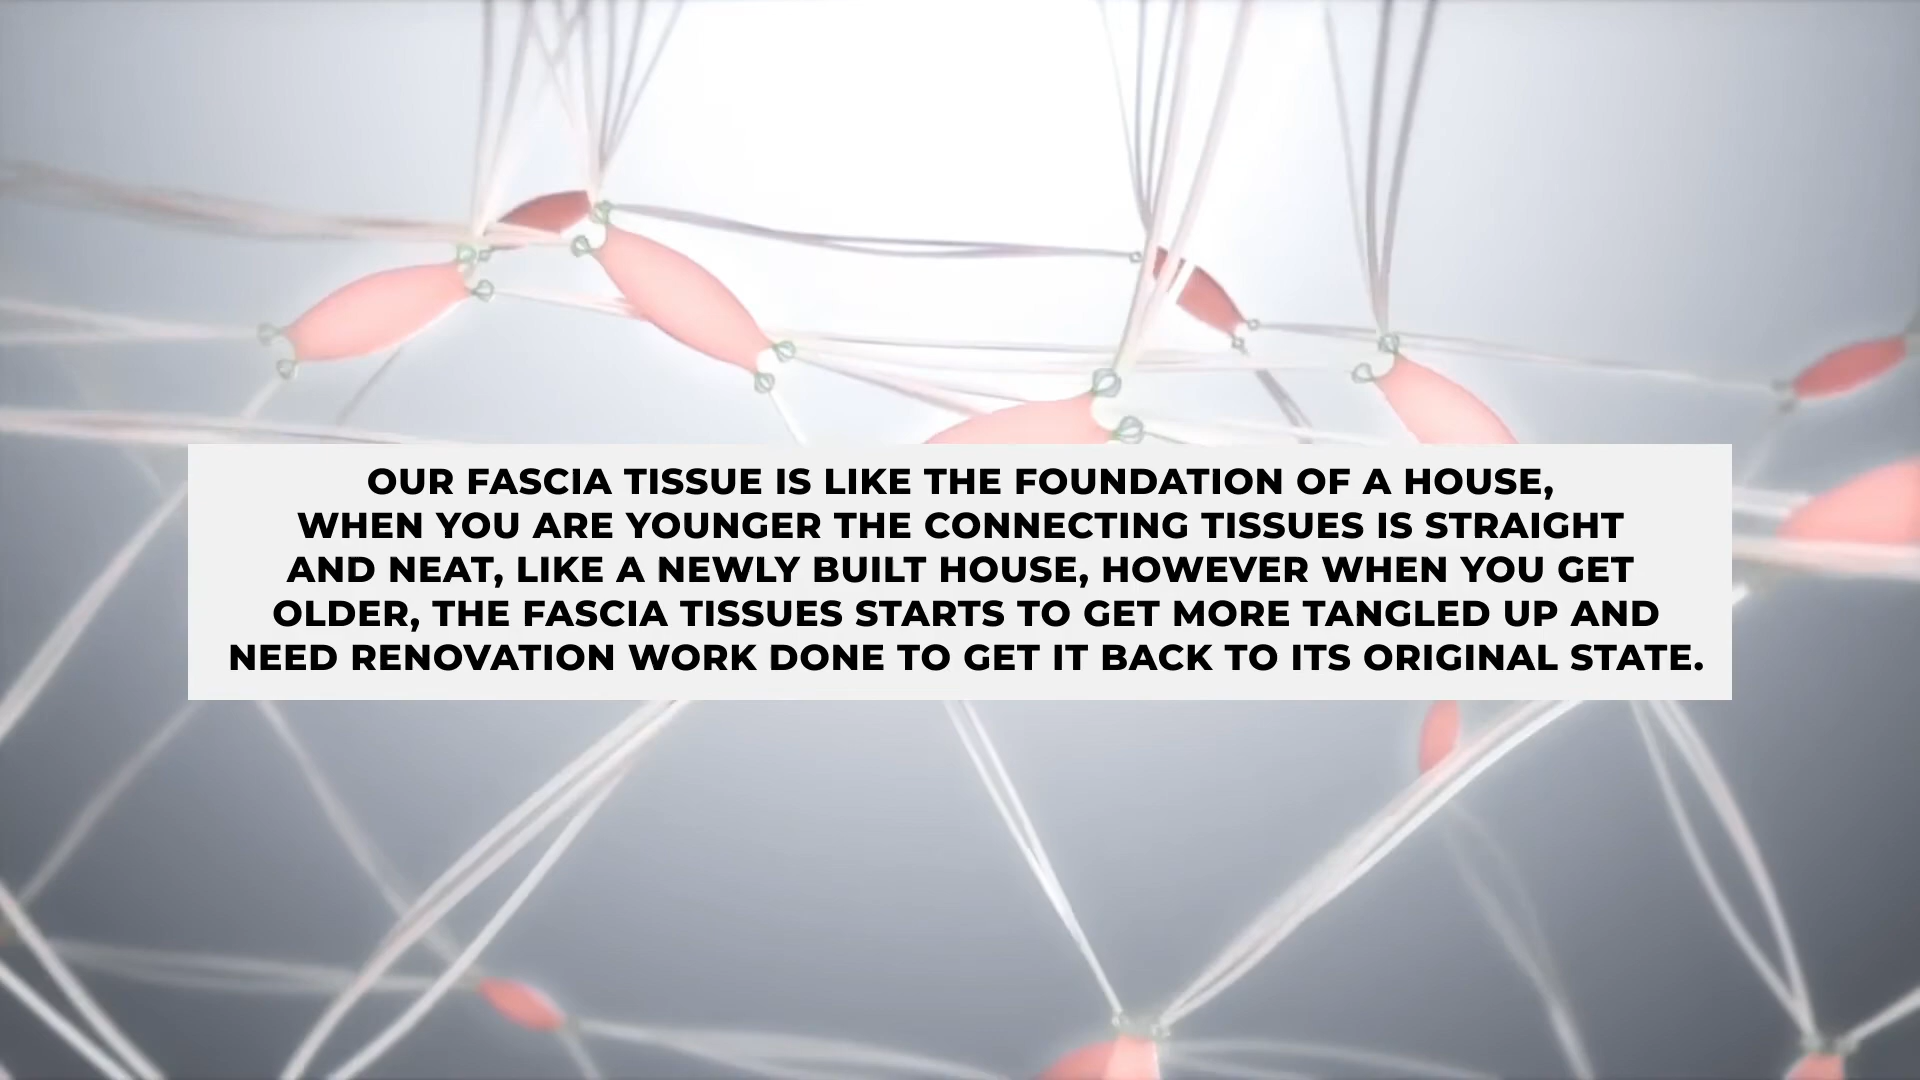 OUR FASCIA TISSUE IS LIKE THE FOUNDATION OF A HOUSE,
WHEN YOU ARE YOUNGER THE CONNECTING TISSUES IS STRAIGHT
AND NEAT, LIKE A NEWLY BUILT HOUSE, HOWEVER WHEN YOU GET
OLDER, THE FASCIA TISSUES STARTS TO GET MORE TANGLED UP AND
NEED RENOVATION WORK DONE TO GET IT BACK TO ITS ORIGINAL STATE.